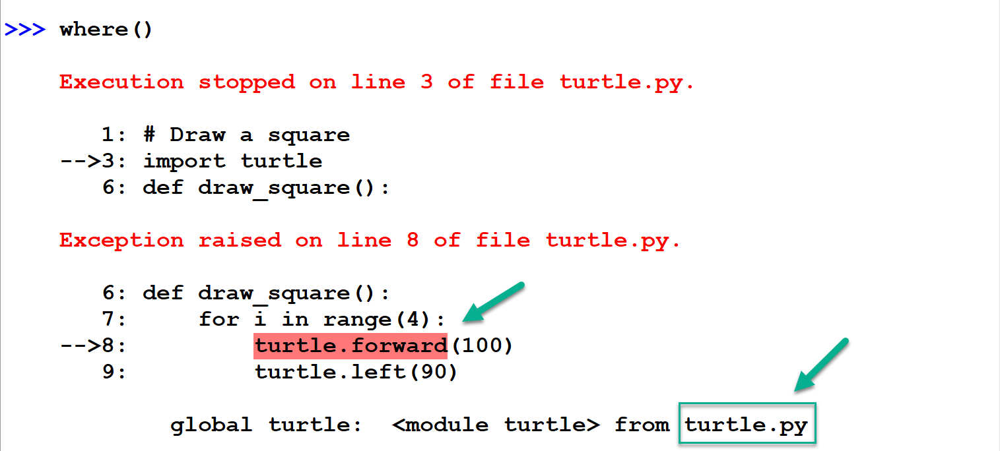 >>> where()
Execution stopped on line 3 of file turtle.py.
1: # Draw a square
-->3: import turtle
6: def draw_square():
Exception raised on line 8 of file turtle.py.
6: def draw_square():
7:     for i in range(4):
-->8:         turtle.forward(100)
9:         turtle.left(90)
global turtle:  <module turtle> from turtle.py